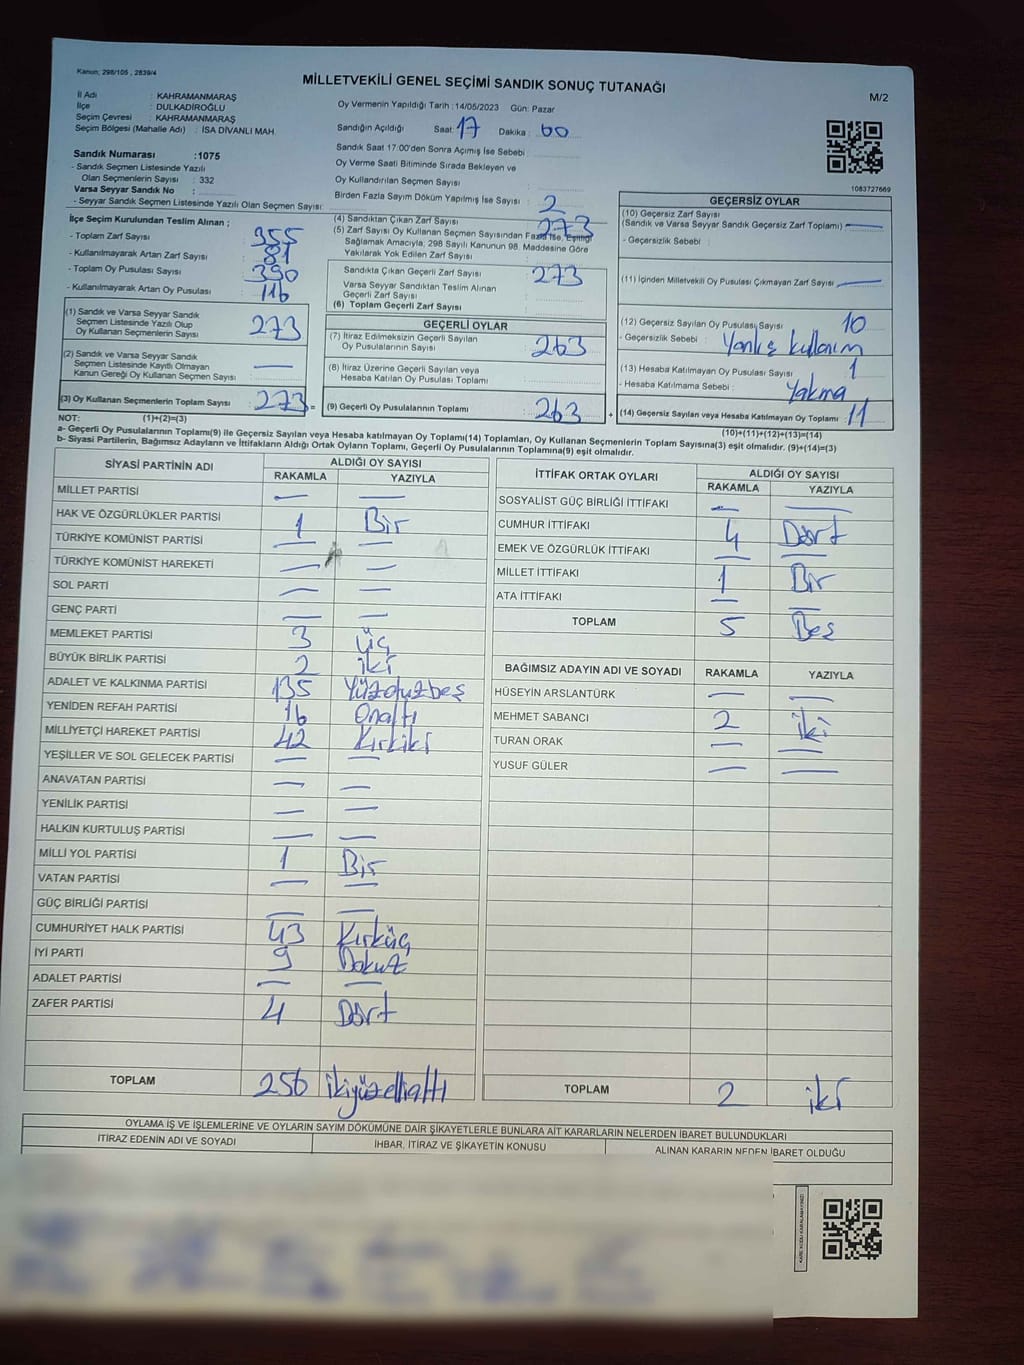 Kanun; 298/105 , 2839/4
MİLLETVEKİLİ GENEL SEÇİMİ SANDIK SONUÇ TUTANAĞI
M/2
İl Adı : KAHRAMANMARAŞ
İlçe : DULKADİROĞLU
Seçim Çevresi : KAHRAMANMARAŞ
Seçim Bölgesi (Mahalle Adı) : İSA DİVANLI MAH.
Sandık Numarası :1075
- Sandık Seçmen Listesinde Yazılı
Olan Seçmenlerin Sayısı : 332
Varsa Seyyar Sandık No :
- Seyyar Sandık Seçmen Listesinde Yazılı Olan Seçmen Sayısı:
Oy Vermenin Yapıldığı Tarih :14/05/2023 Gün: Pazar
Sandığın Açıldığı Saat: 17 Dakika : 00
Sandık Saat 17:00'den Sonra Açımış İse Sebebi :
Oy Verme Saati Bitiminde Sırada Bekleyen ve
Oy Kullandırılan Seçmen Sayısı :
Birden Fazla Sayım Döküm Yapılmış İse Sayısı : 2
1083727669
İlçe Seçim Kurulundan Teslim Alınan ;
- Toplam Zarf Sayısı : 355
- Kullanılmayarak Artan Zarf Sayısı : 81
- Toplam Oy Pusulası Sayısı : 390
- Kullanılmayarak Artan Oy Pusulası : 116
(1) Sandık ve Varsa Seyyar Sandık
Seçmen Listesinde Yazılı Olup
Oy Kullanan Seçmenlerin Sayısı : 273
(2) Sandık ve Varsa Seyyar Sandık
Seçmen Listesinde Kayıtlı Olmayan
Kanun Gereği Oy Kullanan Seçmen Sayısı : —
(3) Oy Kullanan Seçmenlerin Toplam Sayısı : 273 =
(4) Sandıktan Çıkan Zarf Sayısı : 273
(5) Zarf Sayısı Oy Kullanan Seçmen Sayısından Fazla İse, Eşitliği
Sağlamak Amacıyla, 298 Sayılı Kanunun 98. Maddesine Göre
Yakılarak Yok Edilen Zarf Sayısı :
Sandıkta Çıkan Geçerli Zarf Sayısı : 273
Varsa Seyyar Sandıktan Teslim Alınan
Geçerli Zarf Sayısı :
(6) Toplam Geçerli Zarf Sayısı :
GEÇERLİ OYLAR
(7) İtiraz Edilmeksizin Geçerli Sayılan
Oy Pusulalarının Sayısı : 263
(8) İtiraz Üzerine Geçerli Sayılan veya
Hesaba Katılan Oy Pusulası Toplamı :
(9) Geçerli Oy Pusulalarının Toplamı : 263 +
GEÇERSİZ OYLAR
(10) Geçersiz Zarf Sayısı
(Sandık ve Varsa Seyyar Sandık Geçersiz Zarf Toplamı) : —
- Geçersizlik Sebebi :
(11) İçinden Milletvekili Oy Pusulası Çıkmayan Zarf Sayısı : —
(12) Geçersiz Sayılan Oy Pusulası Sayısı : 10
- Geçersizlik Sebebi : Yanlış kullanım
(13) Hesaba Katılmayan Oy Pusulası Sayısı : 1
- Hesaba Katılmama Sebebi : Yakma
(14) Geçersiz Sayılan veya Hesaba Katılmayan Oy Toplamı : 11
NOT: (1)+(2)=(3) (10)+(11)+(12)+(13)=(14)
a- Geçerli Oy Pusulalarının Toplamı(9) ile Geçersiz Sayılan veya Hesaba katılmayan Oy Toplamı(14) Toplamları, Oy Kullanan Seçmenlerin Toplam Sayısına(3) eşit olmalıdır. (9)+(14)=(3)
b- Siyasi Partilerin, Bağımsız Adayların ve İttifakların Aldığı Ortak Oyların Toplamı, Geçerli Oy Pusulalarının Toplamına(9) eşit olmalıdır.
SİYASİ PARTİNİN ADI ALDIĞI OY SAYISI
RAKAMLA YAZIYLA
MİLLET PARTİSİ — —
HAK VE ÖZGÜRLÜKLER PARTİSİ 1 Bir
TÜRKİYE KOMÜNİST PARTİSİ — —
TÜRKİYE KOMÜNİST HAREKETİ — —
SOL PARTİ — —
GENÇ PARTİ — —
MEMLEKET PARTİSİ 3 üç
BÜYÜK BİRLİK PARTİSİ 2 iki
ADALET VE KALKINMA PARTİSİ 135 Yüzotuzbeş
YENİDEN REFAH PARTİSİ 16 Onaltı
MİLLİYETÇİ HAREKET PARTİSİ 42 Kırkiki
YEŞİLLER VE SOL GELECEK PARTİSİ — —
ANAVATAN PARTİSİ — —
YENİLİK PARTİSİ — —
HALKIN KURTULUŞ PARTİSİ — —
MİLLİ YOL PARTİSİ 1 Bir
VATAN PARTİSİ — —
GÜÇ BİRLİĞİ PARTİSİ — —
CUMHURİYET HALK PARTİSİ 43 Kırküç
İYİ PARTİ 9 Dokuz
ADALET PARTİSİ — —
ZAFER PARTİSİ 4 Dört
TOPLAM 256 ikiyüzelliialtı
İTTİFAK ORTAK OYLARI ALDIĞI OY SAYISI
RAKAMLA YAZIYLA
SOSYALİST GÜÇ BİRLİĞİ İTTİFAKI — —
CUMHUR İTTİFAKI 4 Dört
EMEK VE ÖZGÜRLÜK İTTİFAKI — —
MİLLET İTTİFAKI 1 Bir
ATA İTTİFAKI — —
TOPLAM 5 Beş
BAĞIMSIZ ADAYIN ADI VE SOYADI RAKAMLA YAZIYLA
HÜSEYİN ARSLANTÜRK — —
MEHMET SABANCI 2 iki
TURAN ORAK — —
YUSUF GÜLER — —
TOPLAM 2 iki
OYLAMA İŞ VE İŞLEMLERİNE VE OYLARIN SAYIM DÖKÜMÜNE DAİR ŞİKAYETLERLE BUNLARA AİT KARARLARIN NELERDEN İBARET BULUNDUKLARI
İTİRAZ EDENİN ADI VE SOYADI İHBAR, İTİRAZ VE ŞİKAYETİN KONUSU ALINAN KARARIN NEDEN İBARET OLDUĞU